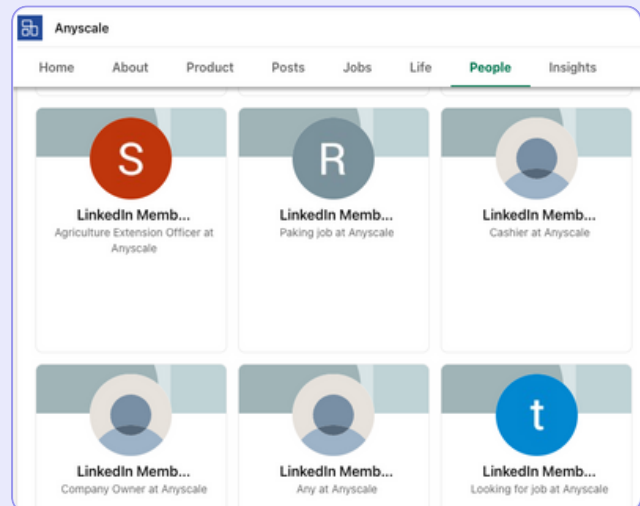 Anyscale
Home About Product Posts Jobs Life People Insights
S R
LinkedIn Memb... LinkedIn Memb... LinkedIn Memb...
Agriculture Extension Officer at Paking job at Anyscale Cashier at Anyscale
Anyscale
t
LinkedIn Memb... LinkedIn Memb... LinkedIn Memb...
Company Owner at Anyscale Any at Anyscale Looking for job at Anyscale